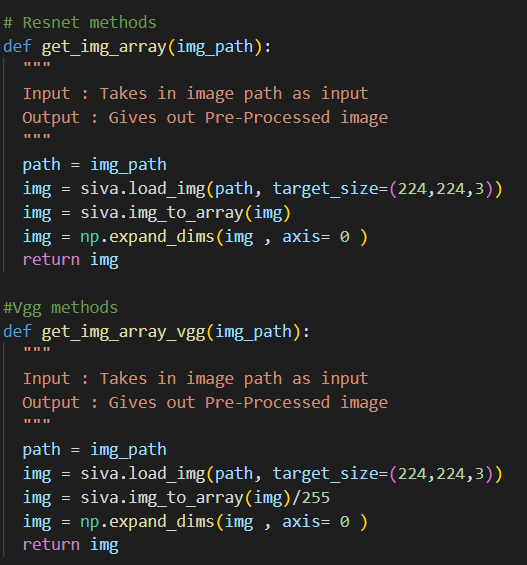 # Resnet methods
def get_img_array(img_path):
  """
  Input : Takes in image path as input
  Output : Gives out Pre-Processed image
  """
  path = img_path
  img = siva.load_img(path, target_size=(224,224,3))
  img = siva.img_to_array(img)
  img = np.expand_dims(img , axis= 0 )
  return img

#Vgg methods
def get_img_array_vgg(img_path):
  """
  Input : Takes in image path as input
  Output : Gives out Pre-Processed image
  """
  path = img_path
  img = siva.load_img(path, target_size=(224,224,3))
  img = siva.img_to_array(img)/255
  img = np.expand_dims(img , axis= 0 )
  return img